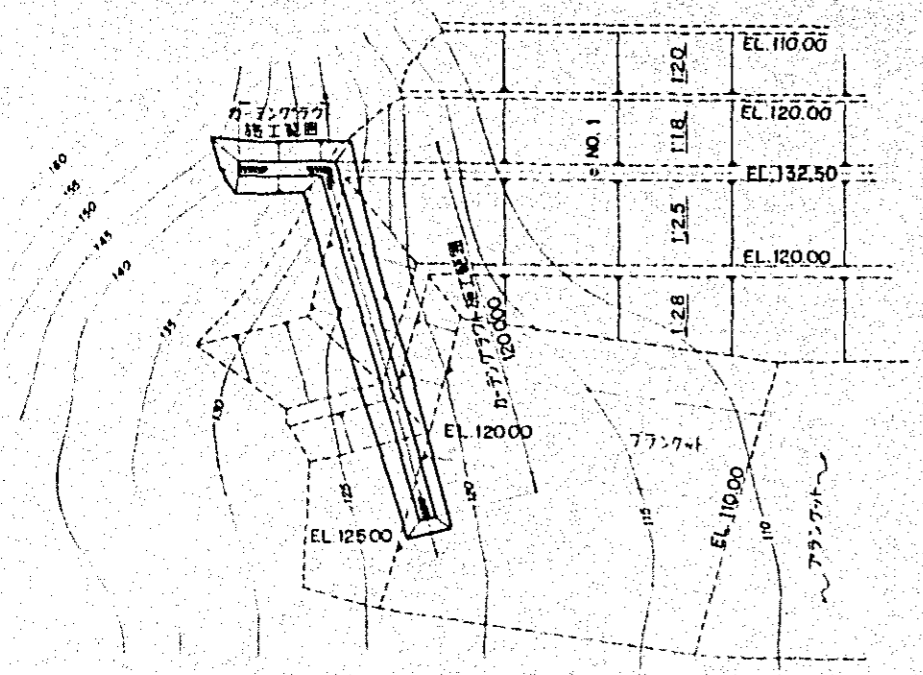 EL.110.00
1:2.0
EL.120.00
カーテングラウト
施工範囲
1:1.8
NO.1
EL.132.50
160
155
150
145
140
1:2.5
EL.120.00
カーテングラウト施工範囲
120.000
1:2.8
135
130
EL.120.00
ブランケット
125
120
EL.125.00
115
EL.110.00
110
ブランケット